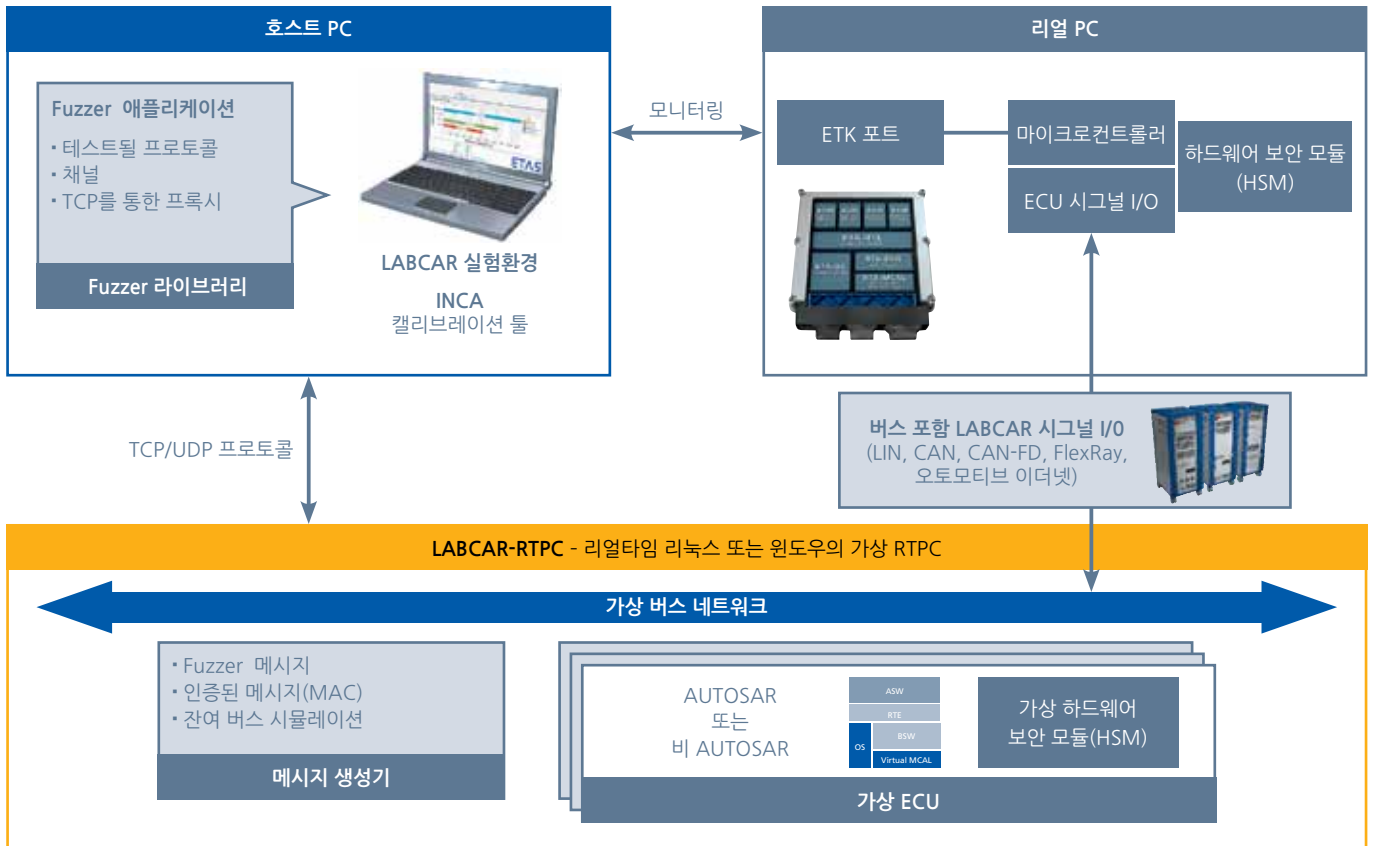 호스트 PC
Fuzzer 애플리케이션
▪ 테스트될 프로토콜
▪ 채널
▪ TCP를 통한 프록시
Fuzzer 라이브러리
ETAS
LABCAR 실험환경
INCA
캘리브레이션 툴
모니터링
리얼 PC
ETK 포트
마이크로컨트롤러
하드웨어 보안 모듈
(HSM)
ECU 시그널 I/O
TCP/UDP 프로토콜
버스 포함 LABCAR 시그널 I/0
(LIN, CAN, CAN-FD, FlexRay,
오토모티브 이더넷)
LABCAR-RTPC - 리얼타임 리눅스 또는 윈도우의 가상 RTPC
가상 버스 네트워크
▪ Fuzzer 메시지
▪ 인증된 메시지(MAC)
▪ 잔여 버스 시뮬레이션
메시지 생성기
AUTOSAR
또는
비 AUTOSAR
ASW
RTE
OS
BSW
Virtual MCAL
가상 하드웨어
보안 모듈(HSM)
가상 ECU